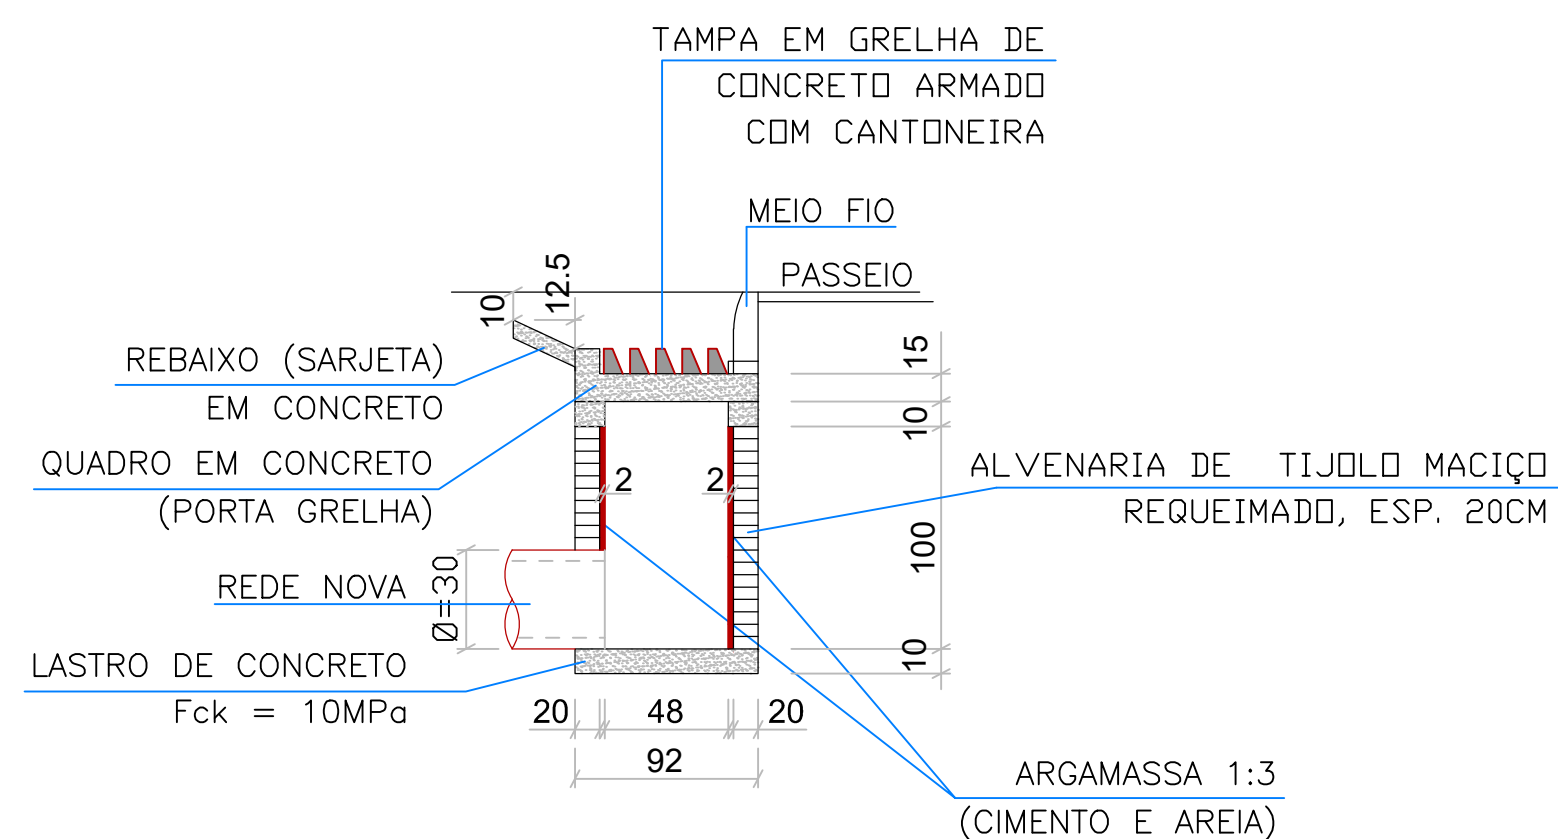 TAMPA EM GRELHA DE
CONCRETO ARMADO
COM CANTONEIRA
MEIO FIO
PASSEIO
10
12.5
REBAIXO (SARJETA)
EM CONCRETO
15
10
QUADRO EM CONCRETO
(PORTA GRELHA)
2
2
ALVENARIA DE TIJOLO MACIÇO
REQUEIMADO, ESP. 20CM
100
REDE NOVA
Ø=30
LASTRO DE CONCRETO
Fck = 10MPa
10
20
48
20
92
ARGAMASSA 1:3
(CIMENTO E AREIA)